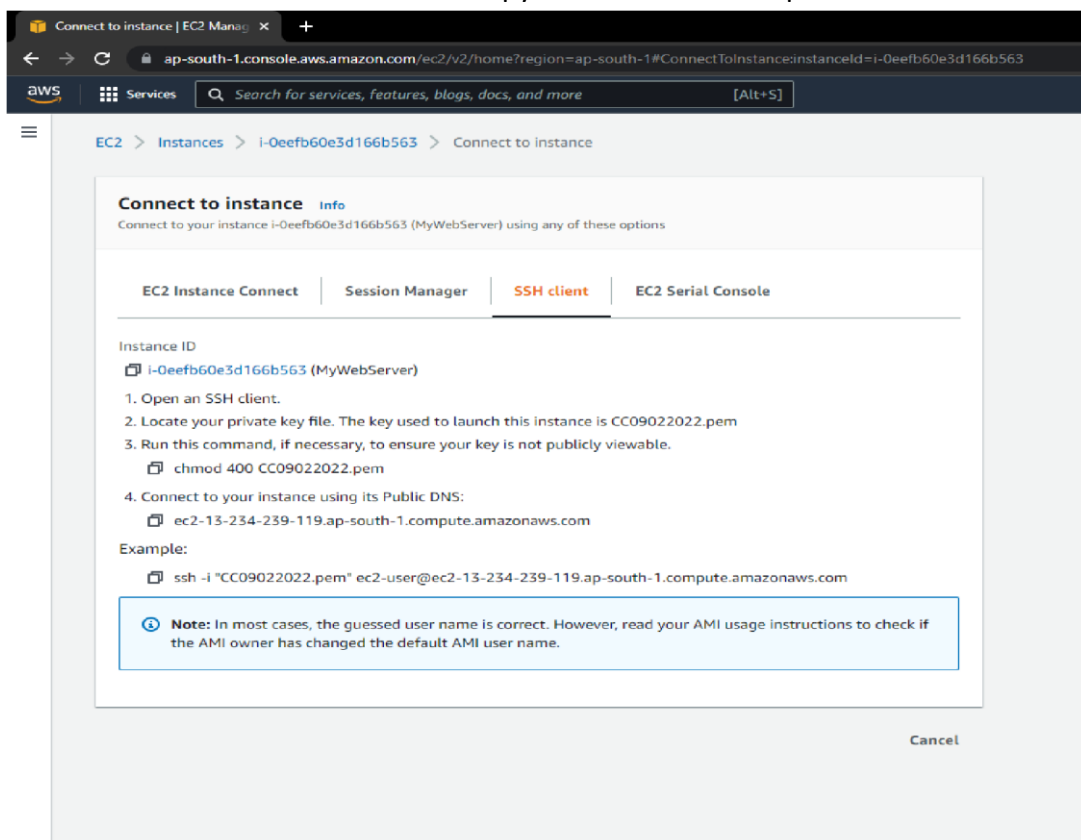 Connect to instance | EC2 Manag
ap-south-1.console.aws.amazon.com/ec2/v2/home?region=ap-south-1#ConnectToInstance:instanceId=i-0eefb60e3d166b563
aws Services Search for services, features, blogs, docs, and more [Alt+S]
EC2 > Instances > i-0eefb60e3d166b563 > Connect to instance
Connect to instance Info
Connect to your instance i-0eefb60e3d166b563 (MyWebServer) using any of these options
EC2 Instance Connect Session Manager SSH client EC2 Serial Console
Instance ID
i-0eefb60e3d166b563 (MyWebServer)
1. Open an SSH client.
2. Locate your private key file. The key used to launch this instance is CC09022022.pem
3. Run this command, if necessary, to ensure your key is not publicly viewable.
chmod 400 CC09022022.pem
4. Connect to your instance using its Public DNS:
ec2-13-234-239-119.ap-south-1.compute.amazonaws.com
Example:
ssh -i "CC09022022.pem" ec2-user@ec2-13-234-239-119.ap-south-1.compute.amazonaws.com
Note: In most cases, the guessed user name is correct. However, read your AMI usage instructions to check if
the AMI owner has changed the default AMI user name.
Cancel